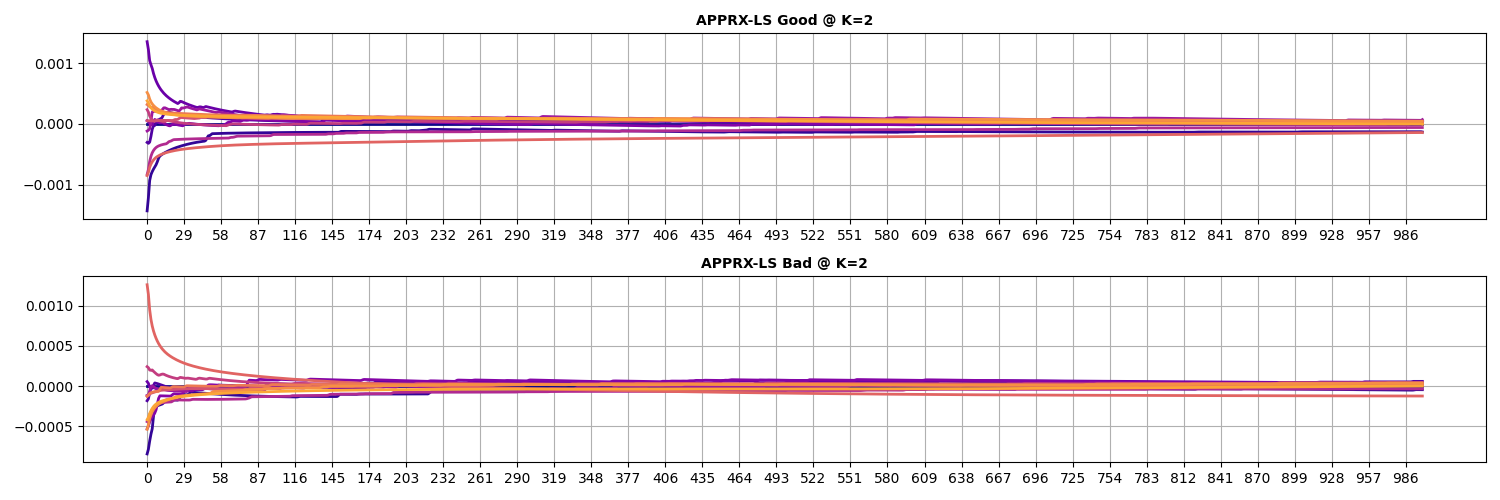 APPRX-LS Good @ K=2
0.001
0.000
−0.001
0 29 58 87 116 145 174 203 232 261 290 319 348 377 406 435 464 493 522 551 580 609 638 667 696 725 754 783 812 841 870 899 928 957 986
APPRX-LS Bad @ K=2
0.0010
0.0005
0.0000
−0.0005
0 29 58 87 116 145 174 203 232 261 290 319 348 377 406 435 464 493 522 551 580 609 638 667 696 725 754 783 812 841 870 899 928 957 986